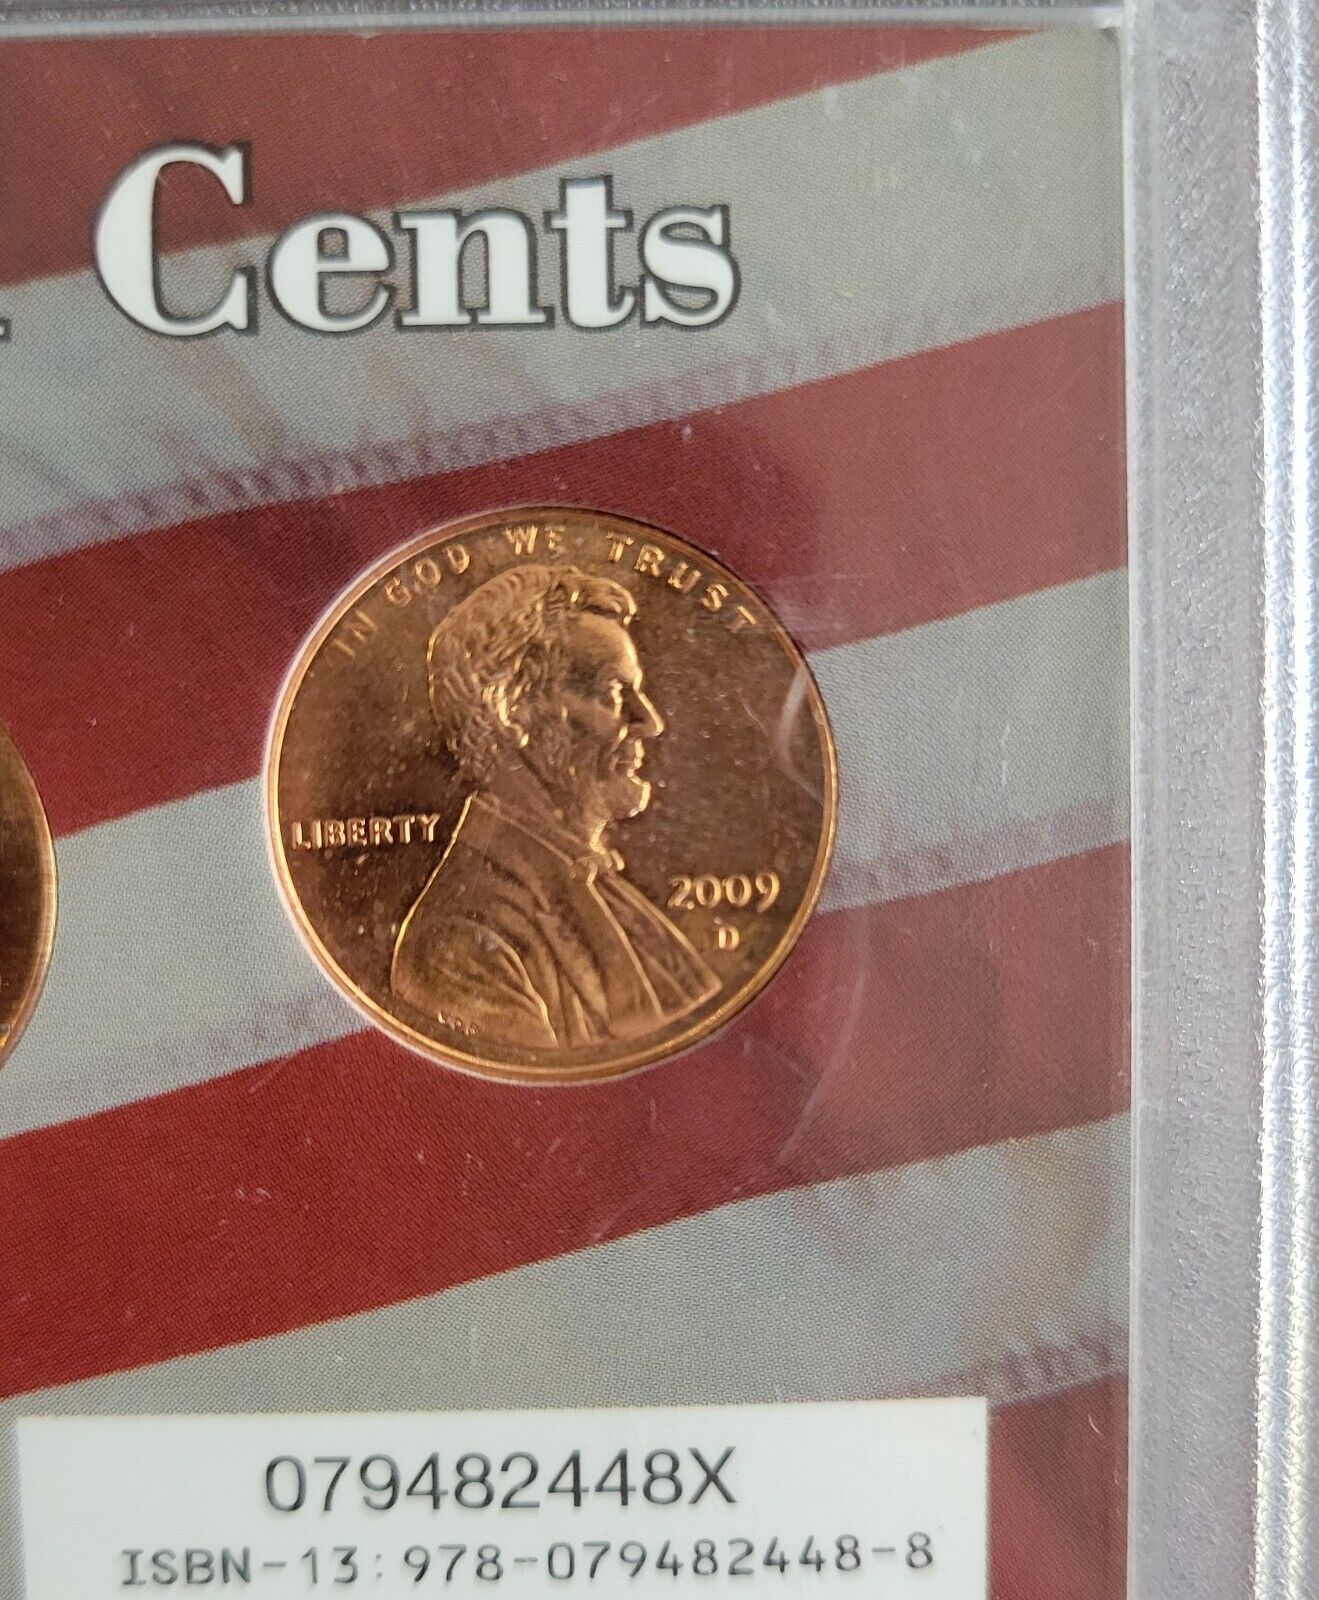 Cents
IN GOD WE TRUST
LIBERTY
2009
D
079482448X
ISBN-13:978-079482448-8